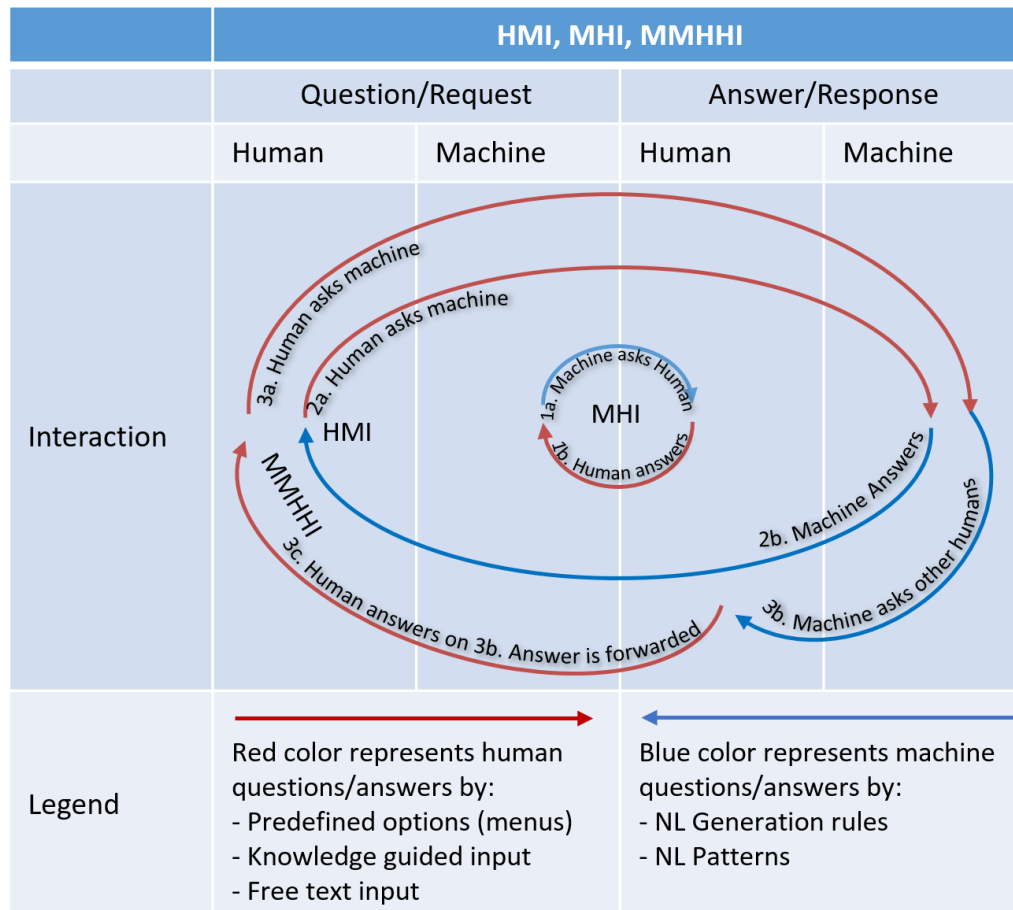 HMI, MHI, MMHHI
Question/Request
Answer/Response
Human
Machine
Human
Machine
Interaction
3a. Human asks machine
2a. Human asks machine
1a. Machine asks Human
MHI
1b. Human answers
HMI
MMHHI
2b. Machine Answers
3b. Machine asks other humans
3c. Human answers on 3b. Answer is forwarded
Legend
Red color represents human
questions/answers by:
- Predefined options (menus)
- Knowledge guided input
- Free text input
Blue color represents machine
questions/answers by:
- NL Generation rules
- NL Patterns